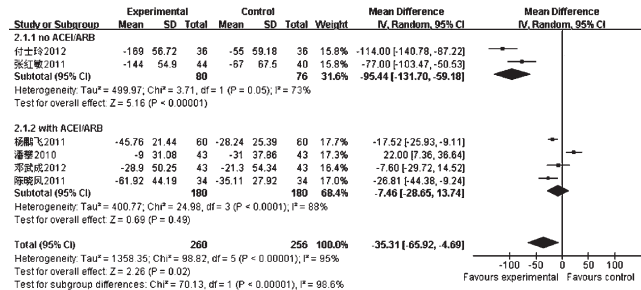 Experimental Control Mean Difference Mean Difference
Study or Subgroup Mean SD Total Mean SD Total Weight IV, Random, 95% CI IV, Random, 95% CI
2.1.1 no ACEI/ARB
付士玲2012 -169 56.72 36 -55 59.18 36 15.8% -114.00 [-140.78, -87.22]
张红敏2011 -144 54.9 44 -67 67.5 40 15.8% -77.00 [-103.47, -50.53]
Subtotal (95% CI) 80 76 31.6% -95.44 [-131.70, -59.18]
Heterogeneity: Tau² = 499.97; Chi² = 3.71, df = 1 (P = 0.05); I² = 73%
Test for overall effect: Z = 5.16 (P < 0.00001)
2.1.2 with ACEI/ARB
杨鹏飞2011 -45.76 21.44 60 -28.24 25.39 60 17.7% -17.52 [-25.93, -9.11]
潘攀2010 -9 31.08 43 -31 37.86 43 17.3% 22.00 [7.36, 36.64]
邓武成2012 -28.9 50.25 43 -21.3 54.34 43 16.4% -7.60 [-29.72, 14.52]
陈晓风2011 -61.92 44.19 34 -35.11 27.92 34 17.0% -26.81 [-44.38, -9.24]
Subtotal (95% CI) 180 180 68.4% -7.46 [-28.65, 13.74]
Heterogeneity: Tau² = 400.77; Chi² = 24.98, df = 3 (P < 0.0001); I² = 88%
Test for overall effect: Z = 0.69 (P = 0.49)
Total (95% CI) 260 256 100.0% -35.31 [-65.92, -4.69]
Heterogeneity: Tau² = 1358.35; Chi² = 98.82, df = 5 (P < 0.00001); I² = 95%
Test for overall effect: Z = 2.26 (P = 0.02)
Test for subgroup differences: Chi² = 70.13, df = 1 (P < 0.00001), I² = 98.6%
-100 -50 0 50 100
Favours experimental Favours control